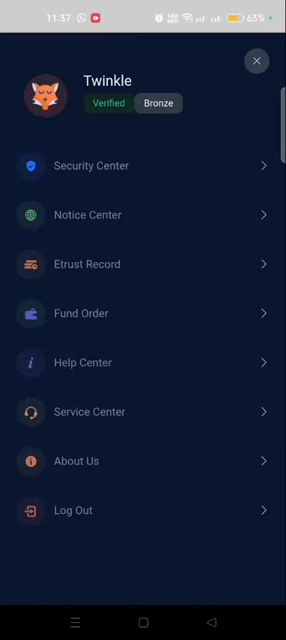 11:37
63%
Twinkle
Verified
Bronze
Security Center
Notice Center
Etrust Record
Fund Order
Help Center
Service Center
About Us
Log Out